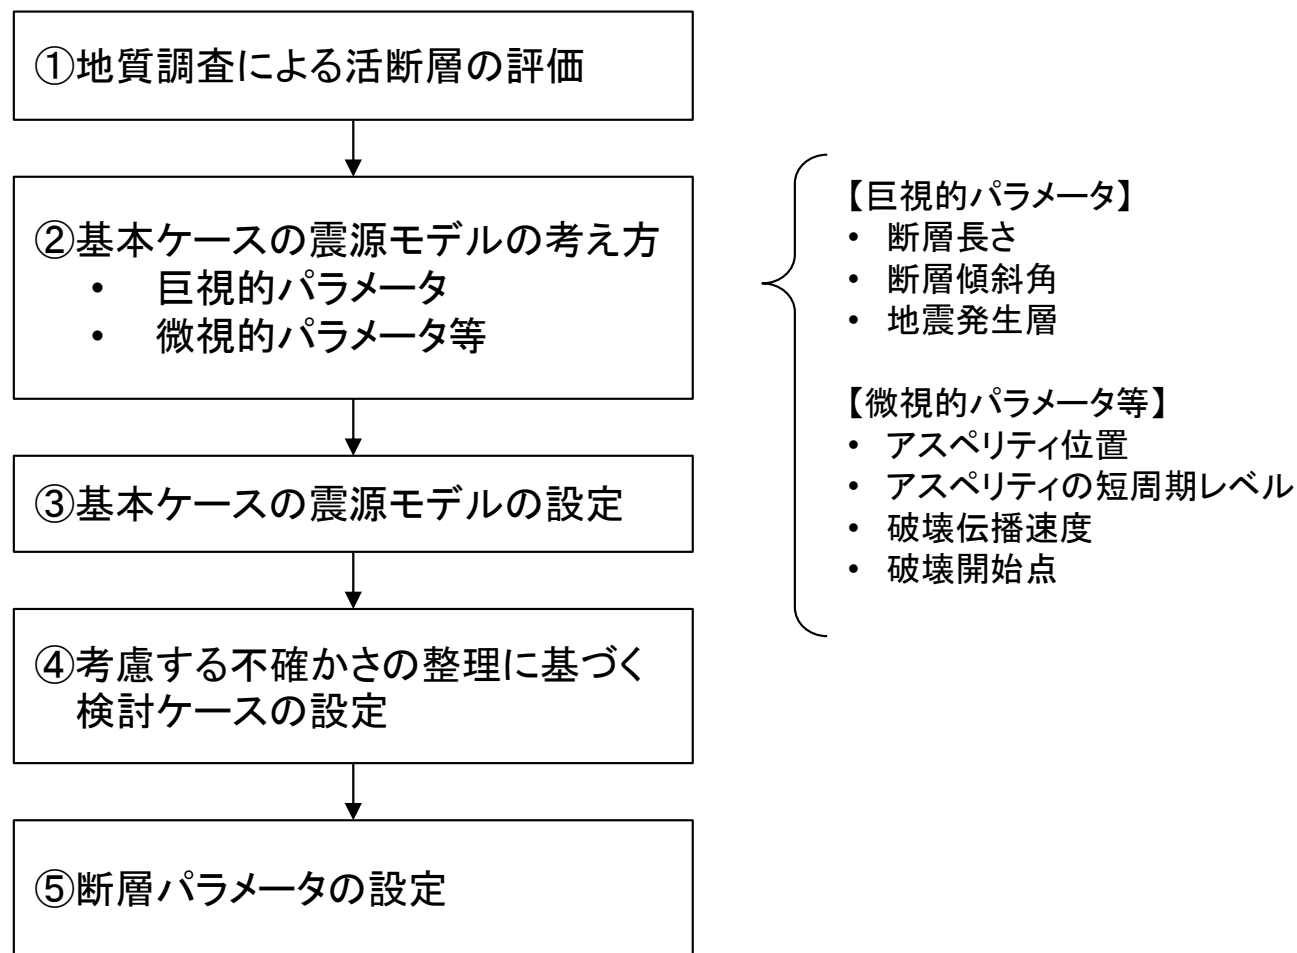 ①地質調査による活断層の評価
②基本ケースの震源モデルの考え方
• 巨視的パラメータ
• 微視的パラメータ等
③基本ケースの震源モデルの設定
④考慮する不確かさの整理に基づく
検討ケースの設定
⑤断層パラメータの設定
【巨視的パラメータ】
• 断層長さ
• 断層傾斜角
• 地震発生層
【微視的パラメータ等】
• アスペリティ位置
• アスペリティの短周期レベル
• 破壊伝播速度
• 破壊開始点